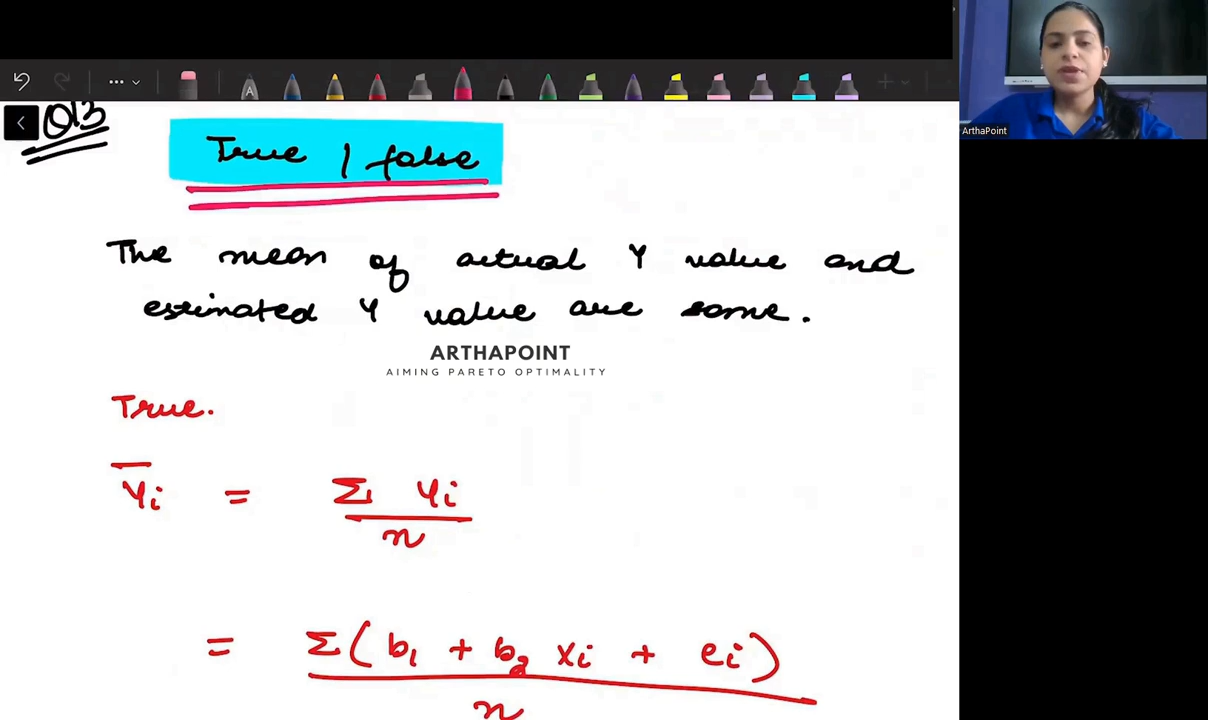 Q13
True / false
The mean of actual Y value and
estimated Y value are same.
ARTHAPOINT
AIMING PARETO OPTIMALITY
True.
Ȳi = Σ Yi
n
= Σ(b1 + b2 Xi + ei)
n
ArthaPoint
A